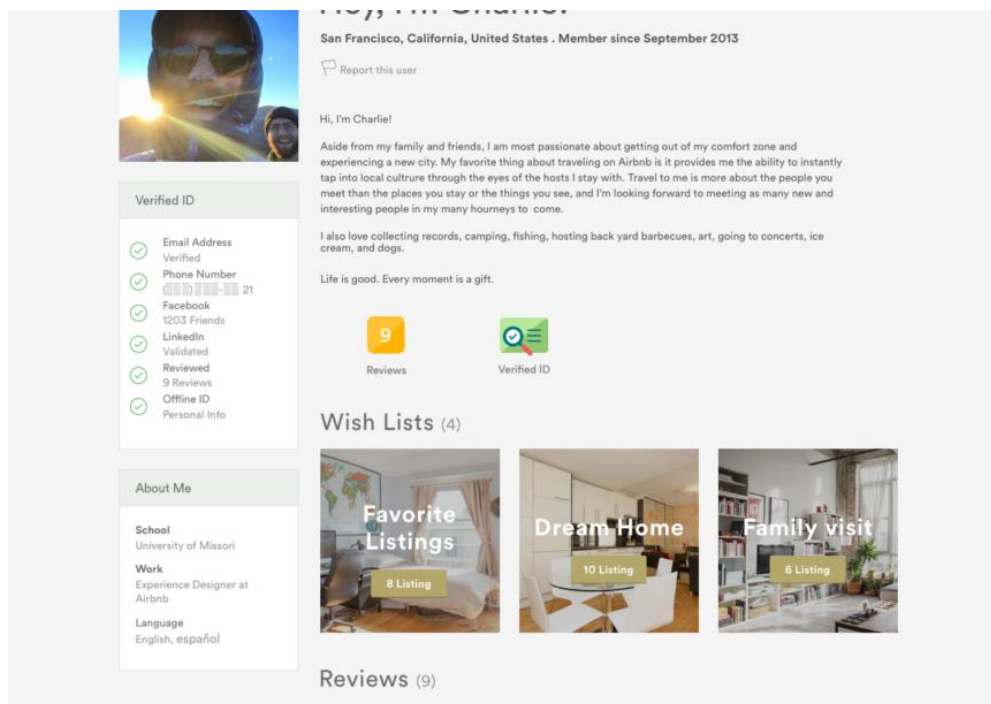 Hey, I'm Charlie!
San Francisco, California, United States . Member since September 2013
Report this user
Hi, I'm Charlie!
Aside from my family and friends, I am most passionate about getting out of my comfort zone and
experiencing a new city. My favorite thing about traveling on Airbnb is it provides me the ability to instantly
tap into local cultrure through the eyes of the hosts I stay with. Travel to me is more about the people you
meet than the places you stay or the things you see, and I'm looking forward to meeting as many new and
interesting people in my many hourneys to come.
I also love collecting records, camping, fishing, hosting back yard barbecues, art, going to concerts, ice
cream, and dogs.
Life is good. Every moment is a gift.
9
Reviews
Verified ID
Verified ID
Email Address
Verified
Phone Number
21
Facebook
1203 Friends
LinkedIn
Validated
Reviewed
9 Reviews
Offline ID
Personal Info
About Me
School
University of Missori
Work
Experience Designer at
Airbnb
Language
English, español
Wish Lists (4)
Favorite
Listings
8 Listing
Dream Home
10 Listing
Family visit
6 Listing
Reviews (9)